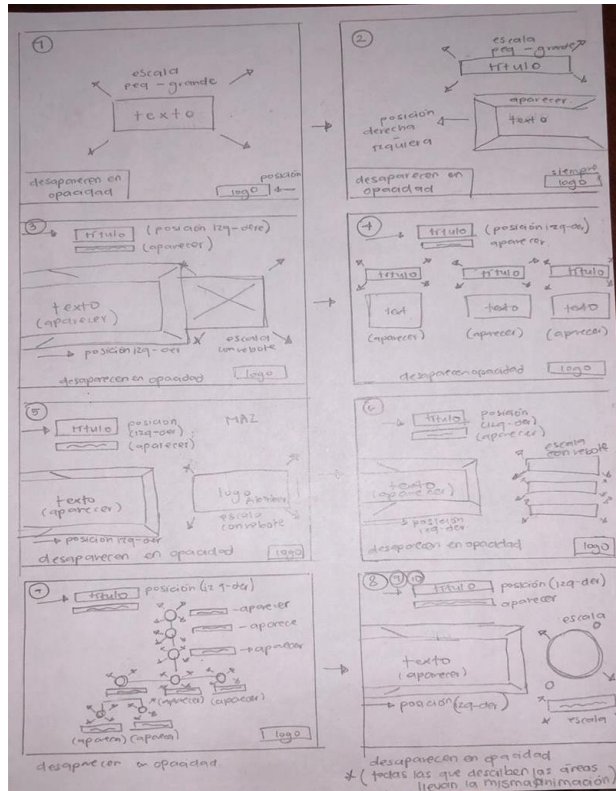 1
escala
peq - grande
texto
desaparecen en
opacidad
posición
logo
2
escala
peq - grande
título
aparecer
texto
posición
derecha
izquiera
desaparecen en
opacidad
siempre
logo
3
título (posición izq-dere)
(aparecer)
texto
(aparecer)
posición izq-der
escala
con rebote
desaparecen en opacidad
logo
4
título (posición izq-der)
aparecer
título título título
text texto texto
(aparecer) (aparecer) (aparecer)
desaparecen opacidad
logo
5
título posición
(izq-der)
(aparecer)
MAZ
texto
(aparecer)
logo
escala
con rebote
posición izq-der
desaparecen en opacidad
logo
6
título posición
(izq-der)
(aparecer)
escala
con rebote
texto
(aparecer)
posición
izq-der
desaparecen en opacidad
logo
7
título posición (izq-der)
- aparecer
- aparece
aparecer
(aparecer) (aparecer)
(aparecer) (aparecer)
logo
desaparecen en opacidad
8 9 10
título posición (izq-der)
aparecer
escala
texto
(aparecer)
posición (izq-der)
escala
desaparecen en opacidad
* (todas las que describen las áreas
llevan la misma animación)